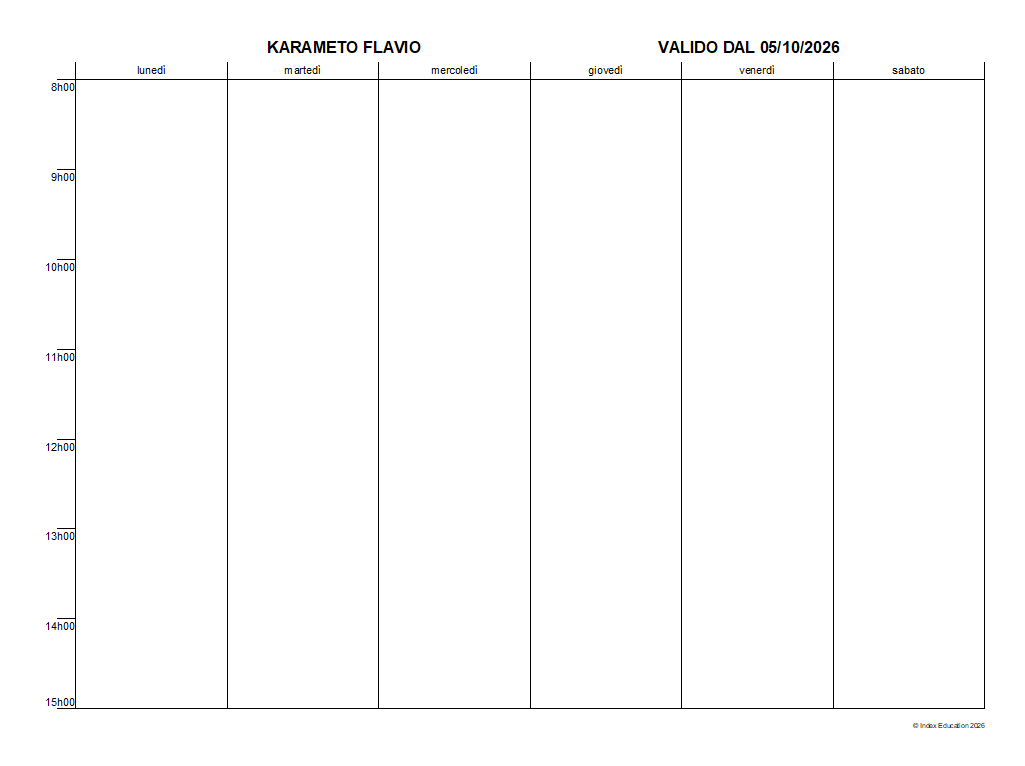 KARAMETO FLAVIO VALIDO DAL 05/10/2026
lunedì martedì mercoledì giovedì venerdì sabato
8h00
9h00
10h00
11h00
12h00
13h00
14h00
15h00
© Index Education 2026